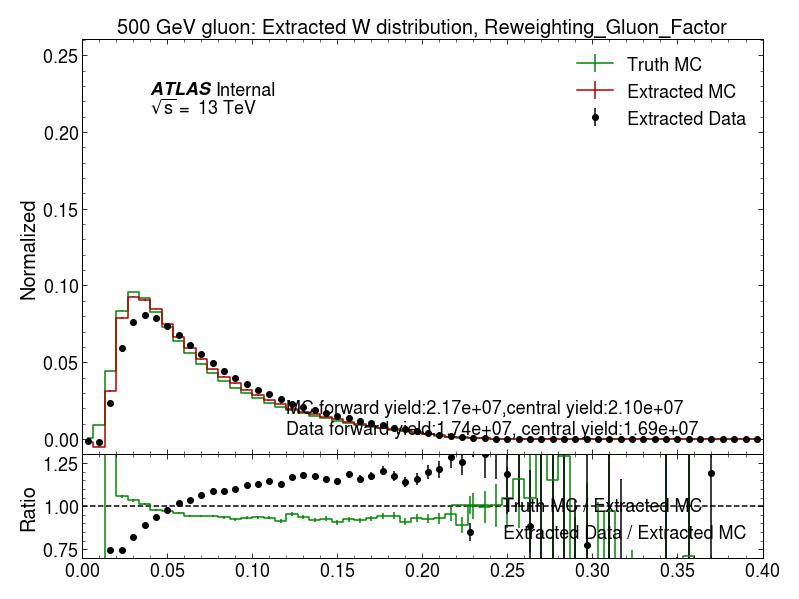 500 GeV gluon: Extracted W distribution, Reweighting_Gluon_Factor
0.25
0.20
0.15
0.10
0.05
0.00
Normalized
ATLAS Internal
√s = 13 TeV
Truth MC
Extracted MC
Extracted Data
MC forward yield:2.17e+07,central yield:2.10e+07
Data forward yield:1.74e+07, central yield:1.69e+07
1.25
1.00
0.75
Ratio
Truth MC / Extracted MC
Extracted Data / Extracted MC
0.00 0.05 0.10 0.15 0.20 0.25 0.30 0.35 0.40